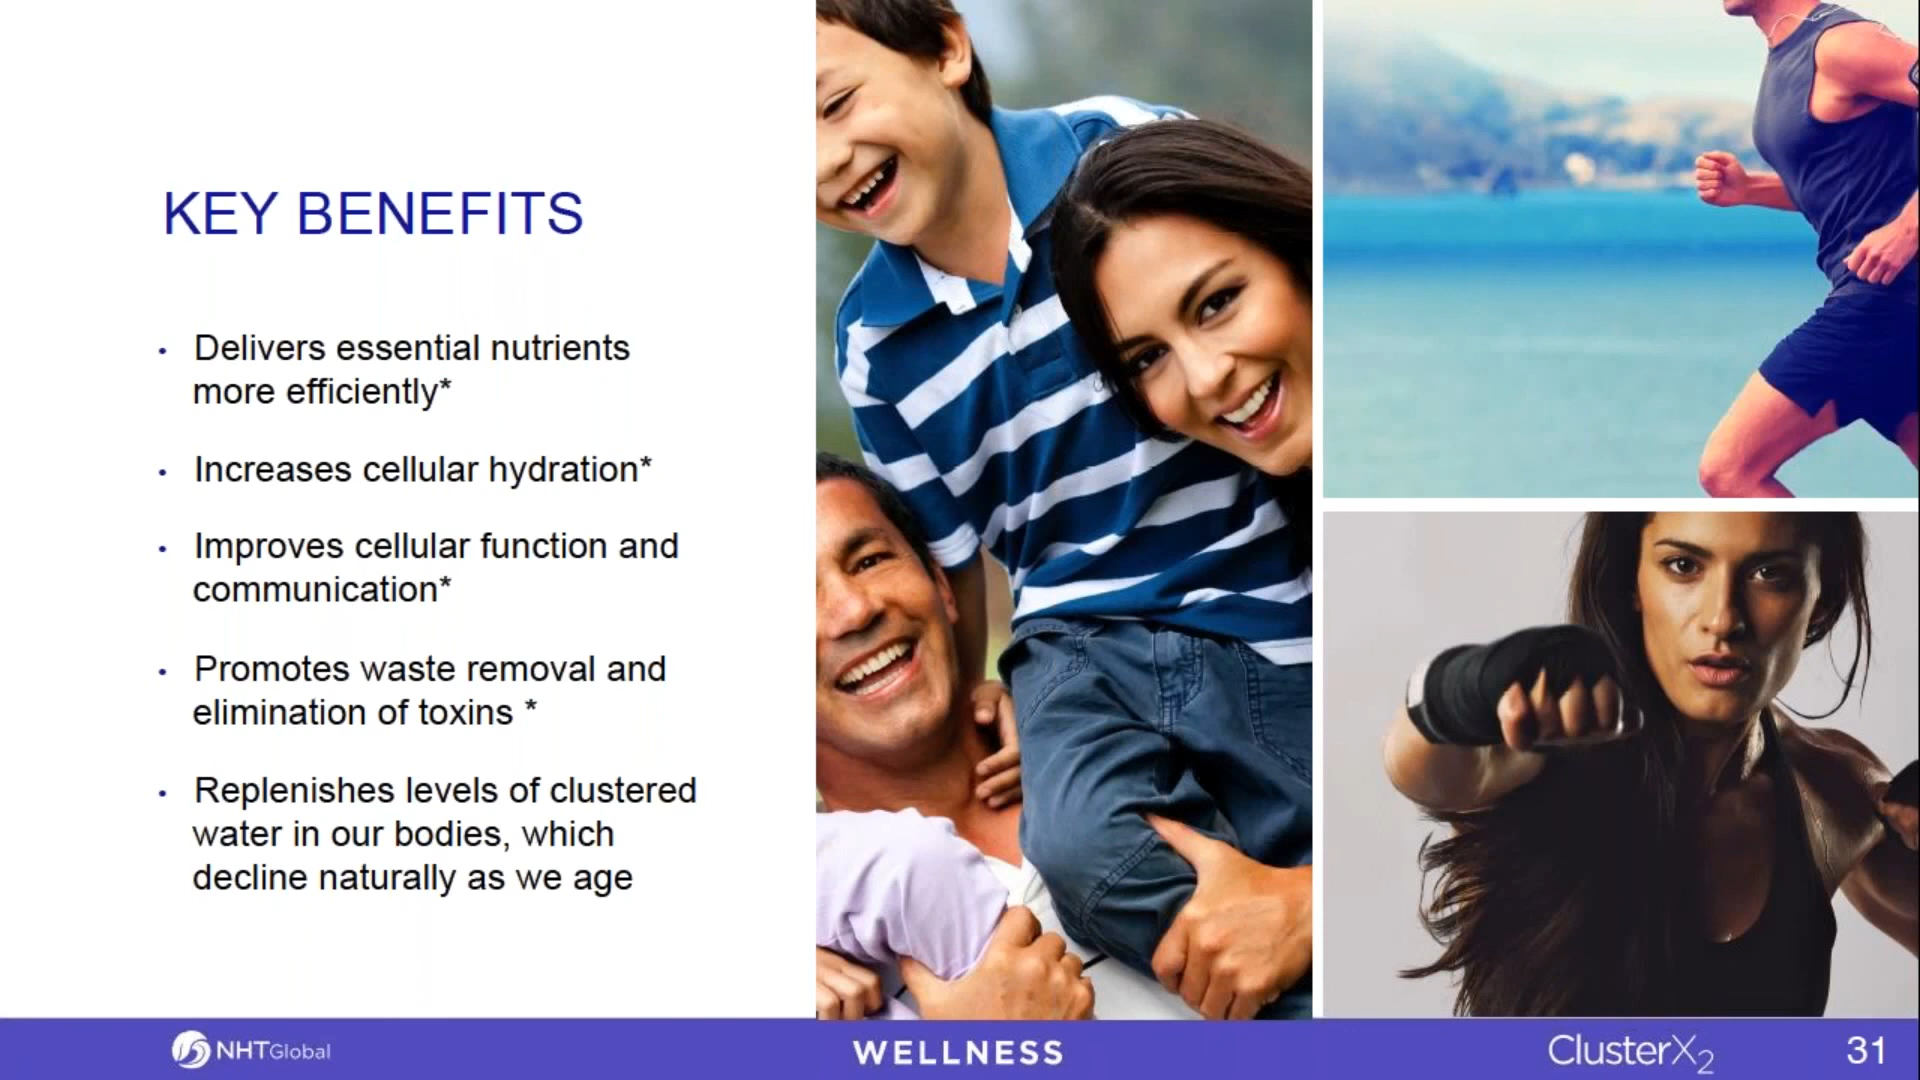 KEY BENEFITS
• Delivers essential nutrients
more efficiently*
• Increases cellular hydration*
• Improves cellular function and
communication*
• Promotes waste removal and
elimination of toxins *
• Replenishes levels of clustered
water in our bodies, which
decline naturally as we age
NHTGlobal
WELLNESS
ClusterX2
31